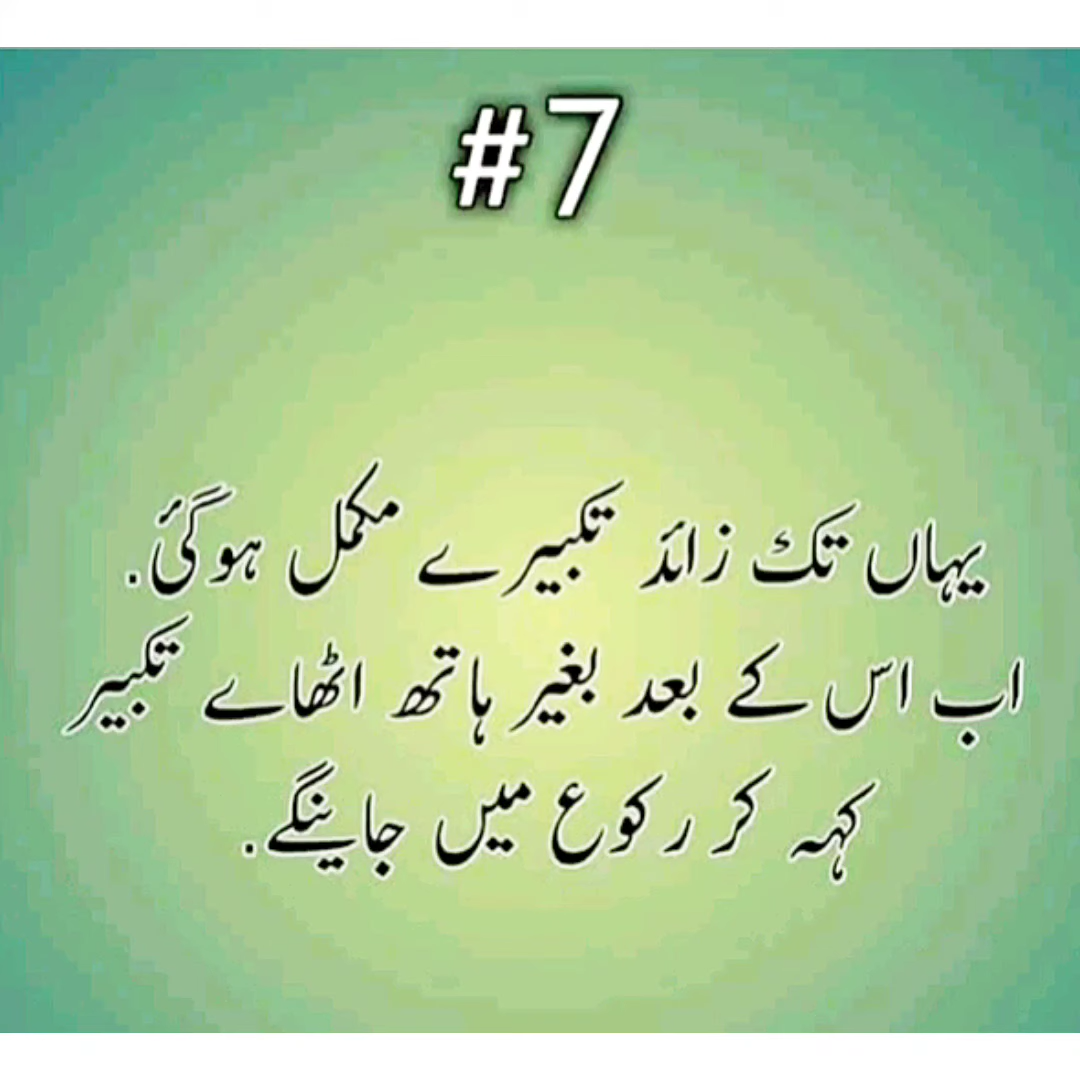 #7
یہاں تک زائد تکبیرے مکمل ہوگئ.
اب اس کے بعد بغیر ہاتھ اٹھاے تکبیر
کہہ کر رکوع میں جاینگے.